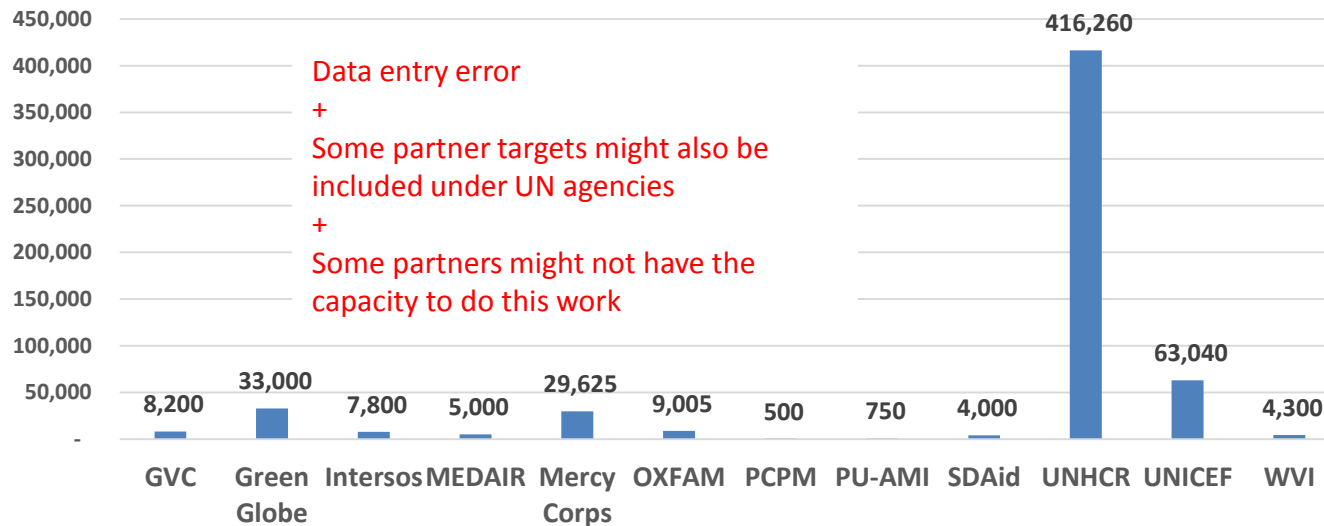 450,000
400,000
350,000
300,000
250,000
200,000
150,000
100,000
50,000
-
416,260
Data entry error
+
Some partner targets might also be
included under UN agencies
+
Some partners might not have the
capacity to do this work
8,200
33,000
7,800
5,000
29,625
9,005
500
750
4,000
63,040
4,300
GVC
Green
Globe
Intersos
MEDAIR
Mercy
Corps
OXFAM
PCPM
PU-AMI
SDAid
UNHCR
UNICEF
WVI